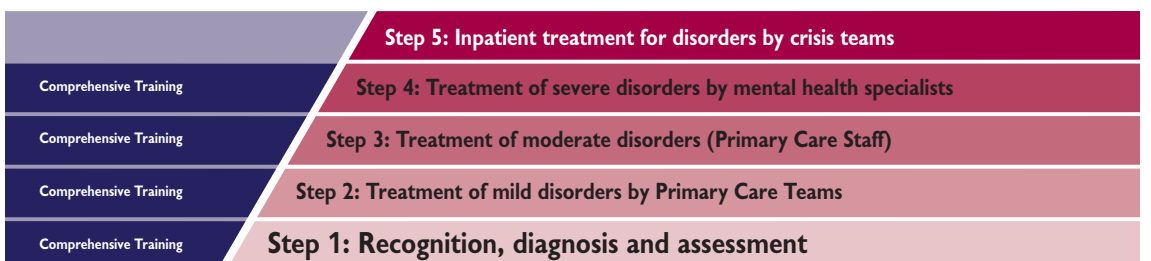 Step 5: Inpatient treatment for disorders by crisis teams
Comprehensive Training
Step 4: Treatment of severe disorders by mental health specialists
Comprehensive Training
Step 3: Treatment of moderate disorders (Primary Care Staff)
Comprehensive Training
Step 2: Treatment of mild disorders by Primary Care Teams
Comprehensive Training
Step 1: Recognition, diagnosis and assessment